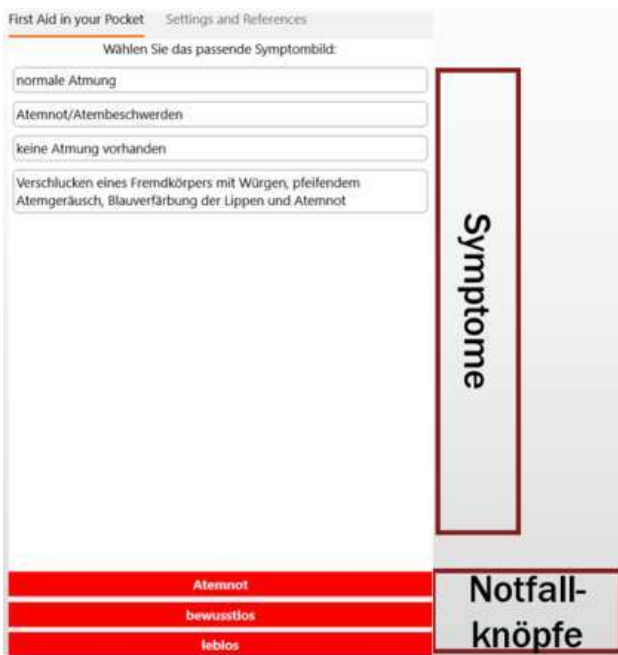 First Aid in your Pocket Settings and References
Wählen Sie das passende Symptombild:
normale Atmung
Atemnot/Atembeschwerden
keine Atmung vorhanden
Verschlucken eines Fremdkörpers mit Würgen, pfeifendem
Atemgeräusch, Blauverfärbung der Lippen und Atemnot
Symptome
Atemnot
bewusstlos
leblos
Notfall-
knöpfe